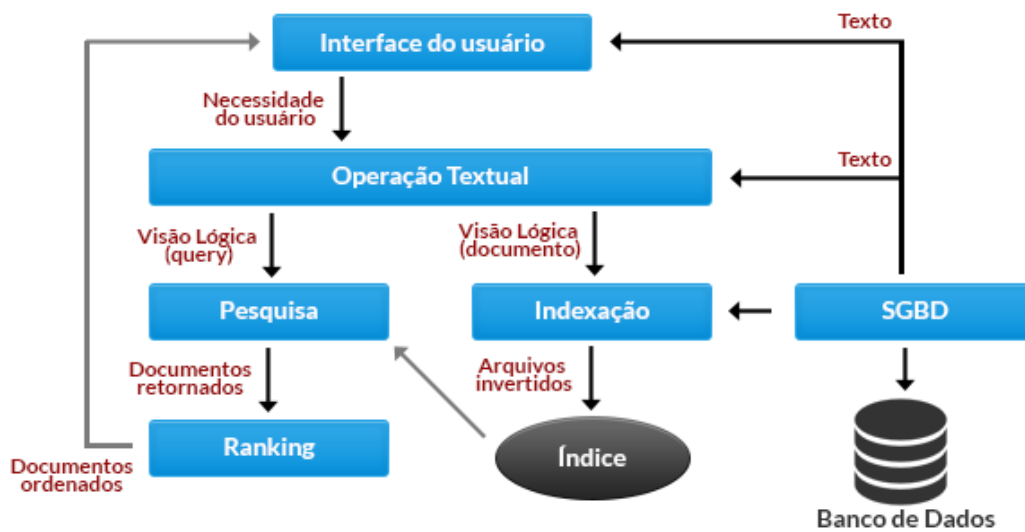 Interface do usuário
Texto
Necessidade
do usuário
Operação Textual
Texto
Visão Lógica
(query)
Visão Lógica
(documento)
Pesquisa
Indexação
SGBD
Documentos
retornados
Arquivos
invertidos
Ranking
Índice
Documentos
ordenados
Banco de Dados